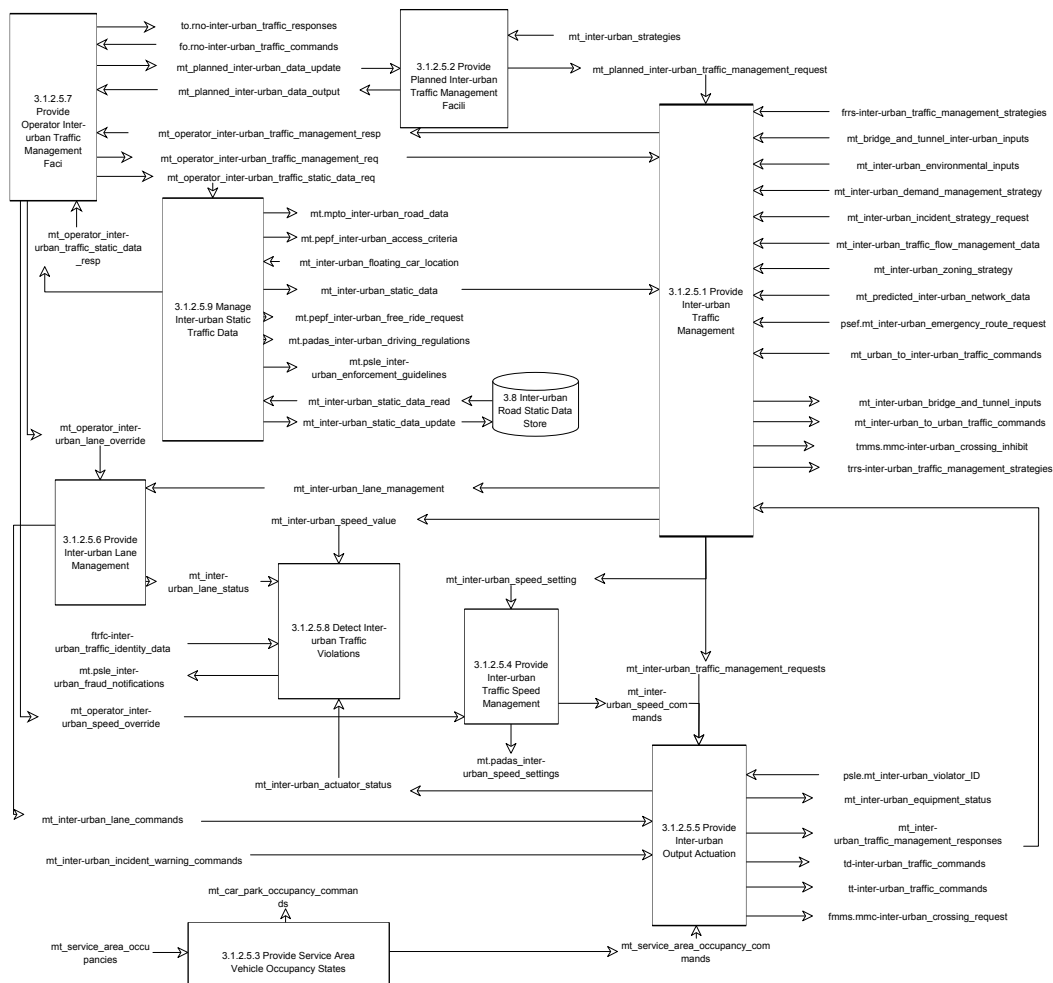 to.rno-inter-urban_traffic_responses
fo.rno-inter-urban_traffic_commands
mt_planned_inter-urban_data_update
mt_planned_inter-urban_data_output
3.1.2.5.7
Provide
Operator Inter-
urban Traffic
Management
Faci
3.1.2.5.2 Provide
Planned Inter-urban
Traffic Management
Facili
mt_inter-urban_strategies
mt_planned_inter-urban_traffic_management_request
mt_operator_inter-urban_traffic_management_resp
mt_operator_inter-urban_traffic_management_req
mt_operator_inter-urban_traffic_static_data_req
mt_operator_inter-
urban_traffic_static_data
_resp
3.1.2.5.9 Manage
Inter-urban Static
Traffic Data
mt.mpto_inter-urban_road_data
mt.pepf_inter-urban_access_criteria
mt_inter-urban_floating_car_location
mt_inter-urban_static_data
mt.pepf_inter-urban_free_ride_request
mt.padas_inter-urban_driving_regulations
mt.psle_inter-
urban_enforcement_guidelines
mt_inter-urban_static_data_read
mt_inter-urban_static_data_update
3.8 Inter-urban
Road Static Data
Store
3.1.2.5.1 Provide
Inter-urban
Traffic
Management
frrs-inter-urban_traffic_management_strategies
mt_bridge_and_tunnel_inter-urban_inputs
mt_inter-urban_environmental_inputs
mt_inter-urban_demand_management_strategy
mt_inter-urban_incident_strategy_request
mt_inter-urban_traffic_flow_management_data
mt_inter-urban_zoning_strategy
mt_predicted_inter-urban_network_data
psef.mt_inter-urban_emergency_route_request
mt_urban_to_inter-urban_traffic_commands
mt_inter-urban_bridge_and_tunnel_inputs
mt_inter-urban_to_urban_traffic_commands
tmms.mmc-inter-urban_crossing_inhibit
trrs-inter-urban_traffic_management_strategies
mt_operator_inter-
urban_lane_override
mt_inter-urban_lane_management
3.1.2.5.6 Provide
Inter-urban Lane
Management
mt_inter-urban_speed_value
mt_inter-
urban_lane_status
3.1.2.5.8 Detect Inter-
urban Traffic
Violations
ftrfc-inter-
urban_traffic_identity_data
mt.psle_inter-
urban_fraud_notifications
mt_operator_inter-
urban_speed_override
mt_inter-urban_speed_setting
3.1.2.5.4 Provide
Inter-urban
Traffic Speed
Management
mt_inter-urban_traffic_management_requests
mt_inter-
urban_speed_com
mands
mt.padas_inter-
urban_speed_settings
mt_inter-urban_actuator_status
mt_inter-urban_lane_commands
mt_inter-urban_incident_warning_commands
3.1.2.5.5 Provide
Inter-urban
Output Actuation
psle.mt_inter-urban_violator_ID
mt_inter-urban_equipment_status
mt_inter-
urban_traffic_management_responses
td-inter-urban_traffic_commands
tt-inter-urban_traffic_commands
fmms.mmc-inter-urban_crossing_request
mt_car_park_occupancy_comman
ds
mt_service_area_occu
pancies
3.1.2.5.3 Provide Service Area
Vehicle Occupancy States
mt_service_area_occupancy_com
mands